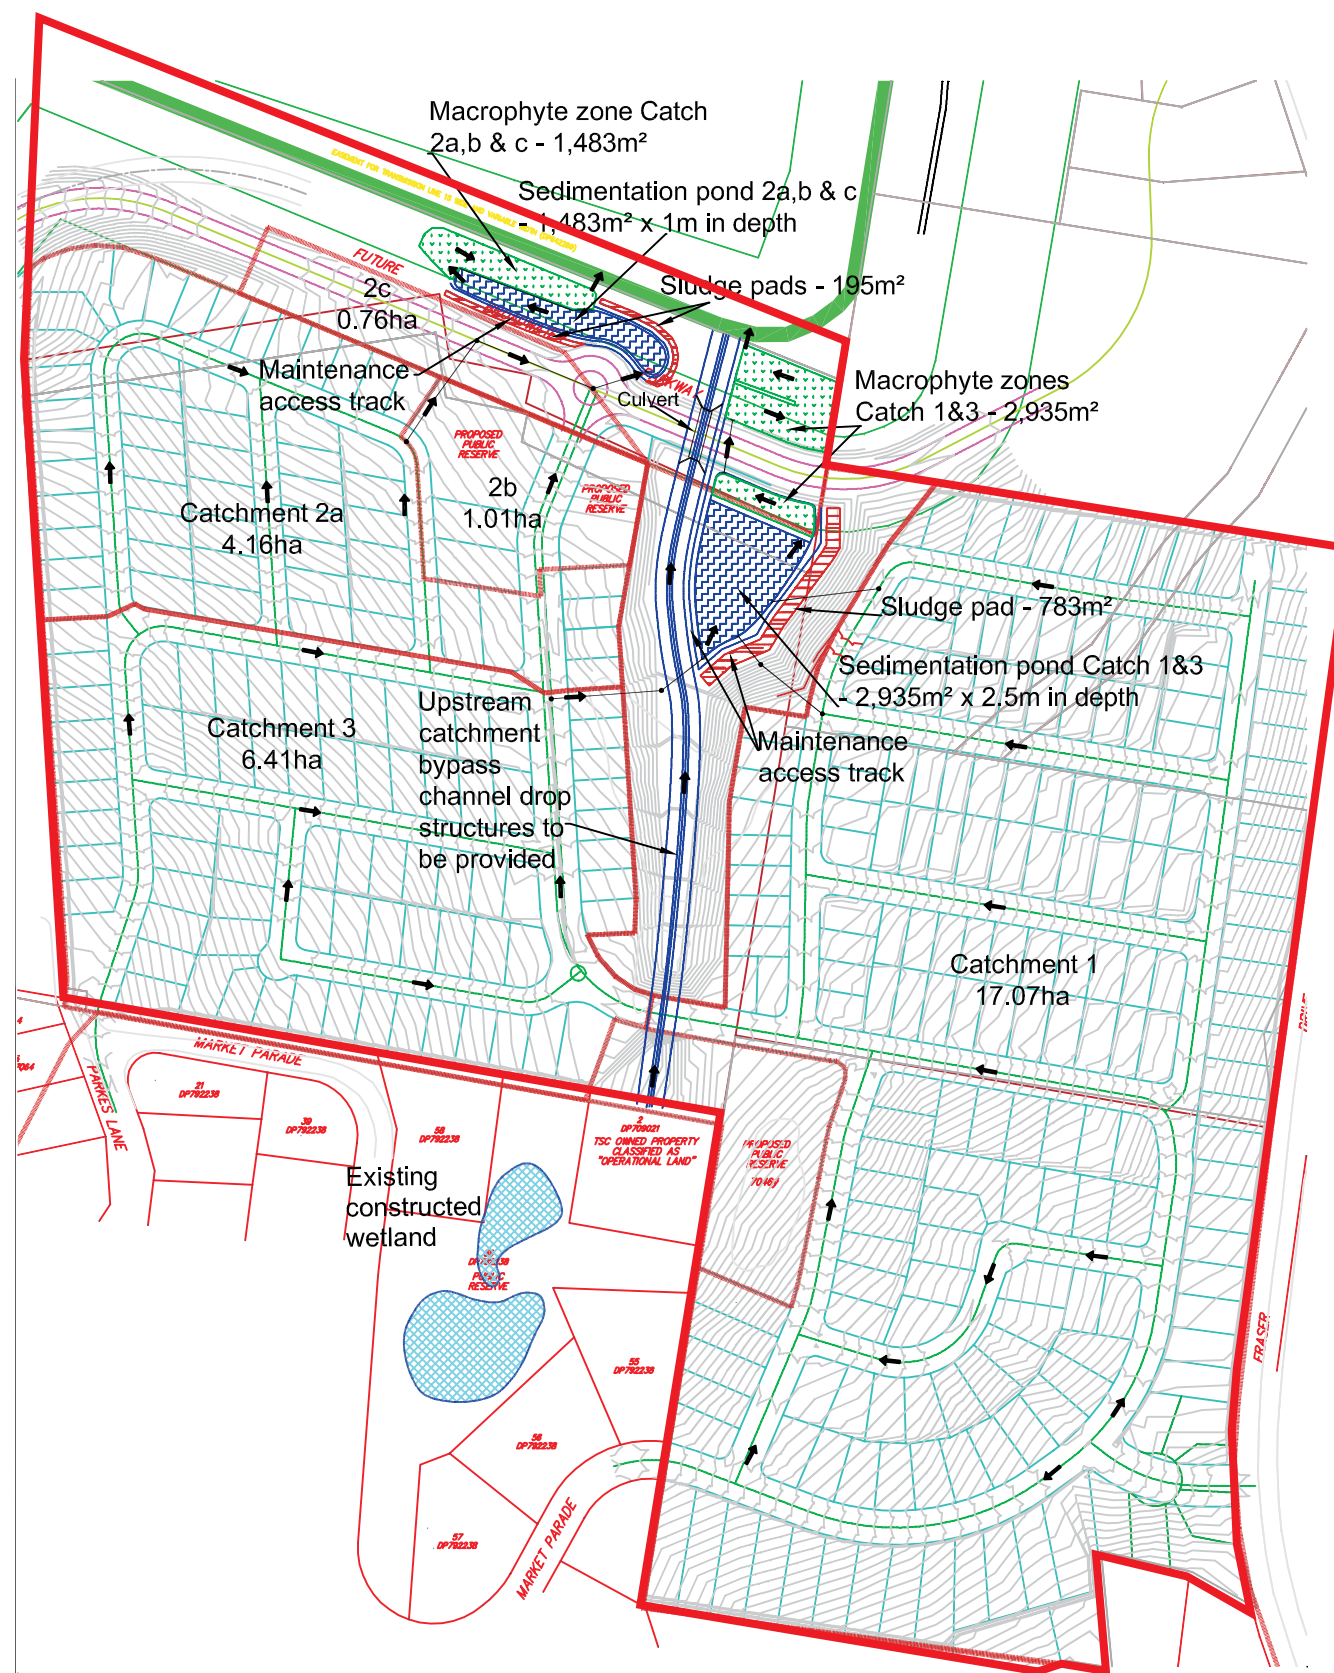 Macrophyte zone Catch
2a,b & c - 1,483m²
Sedimentation pond 2a,b & c
- 1,483m² x 1m in depth
FUTURE
2c
0.76ha
Sludge pads - 195m²
Maintenance
access track
Culvert
Macrophyte zones
Catch 1&3 - 2,935m²
PROPOSED
PUBLIC
RESERVE
2b
1.01ha
PROPOSED
PUBLIC
RESERVE
Catchment 2a
4.16ha
Sludge pad - 783m²
Sedimentation pond Catch 1&3
- 2,935m² x 2.5m in depth
Upstream
catchment
bypass
channel drop
structures to
be provided
Catchment 3
6.41ha
Maintenance
access track
Catchment 1
17.07ha
DRIVE
MARKET PARADE
PARKES LANE
21
DP792238
39
DP792238
58
DP792238
2
DP709021
TSC OWNED PROPERTY
CLASSIFIED AS
"OPERATIONAL LAND"
PROPOSED
PUBLIC
RESERVE
Existing
constructed
wetland
PUBLIC
RESERVE
FRASER
55
DP792238
56
DP792238
57
DP792238
MARKET PARADE